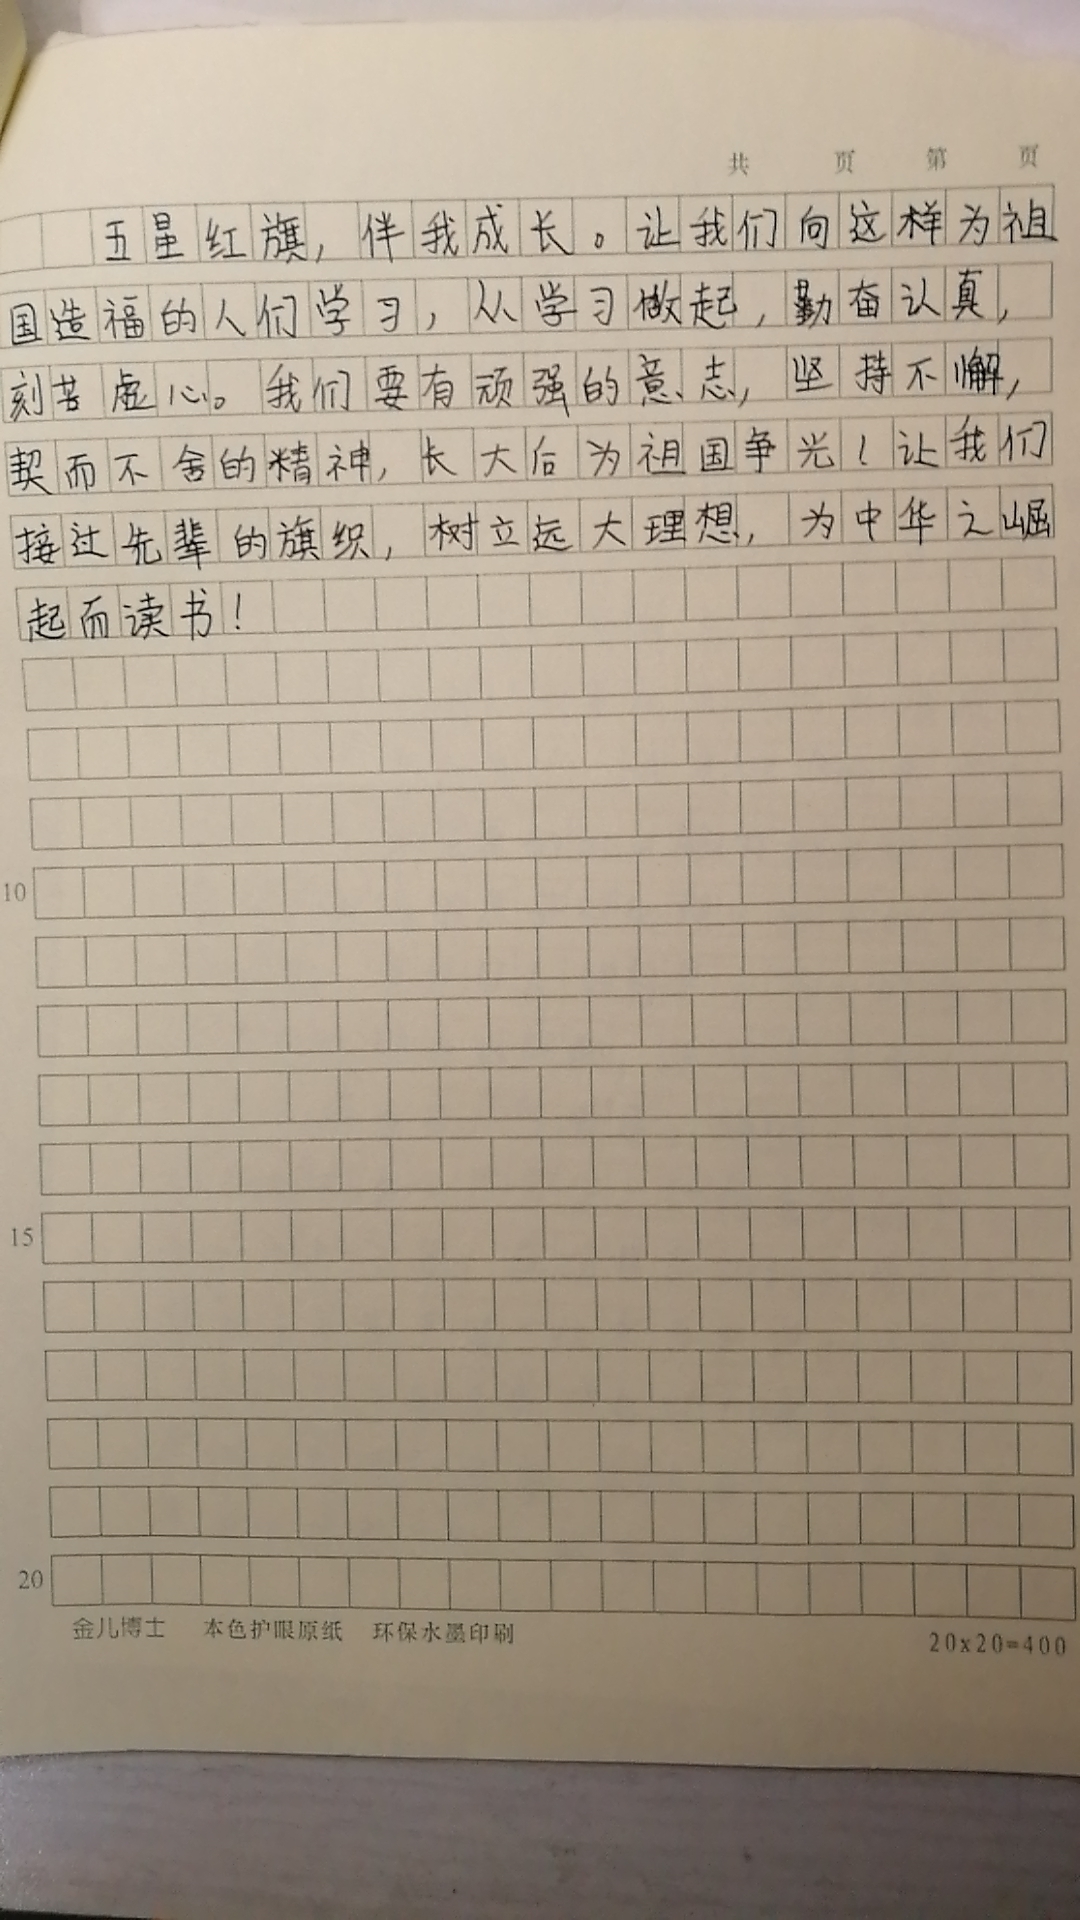 共 页 第 页
五星红旗，伴我成长。让我们向这样为祖
国造福的人们学习，从学习做起，勤奋认真，
刻苦虚心。我们要有顽强的意志，坚持不懈，
契而不舍的精神，长大后为祖国争光！让我们
接过先辈的旗织，树立远大理想，为中华之崛
起而读书！
10
15
20
金儿博士 本色护眼原纸 环保水墨印刷 20x20=400